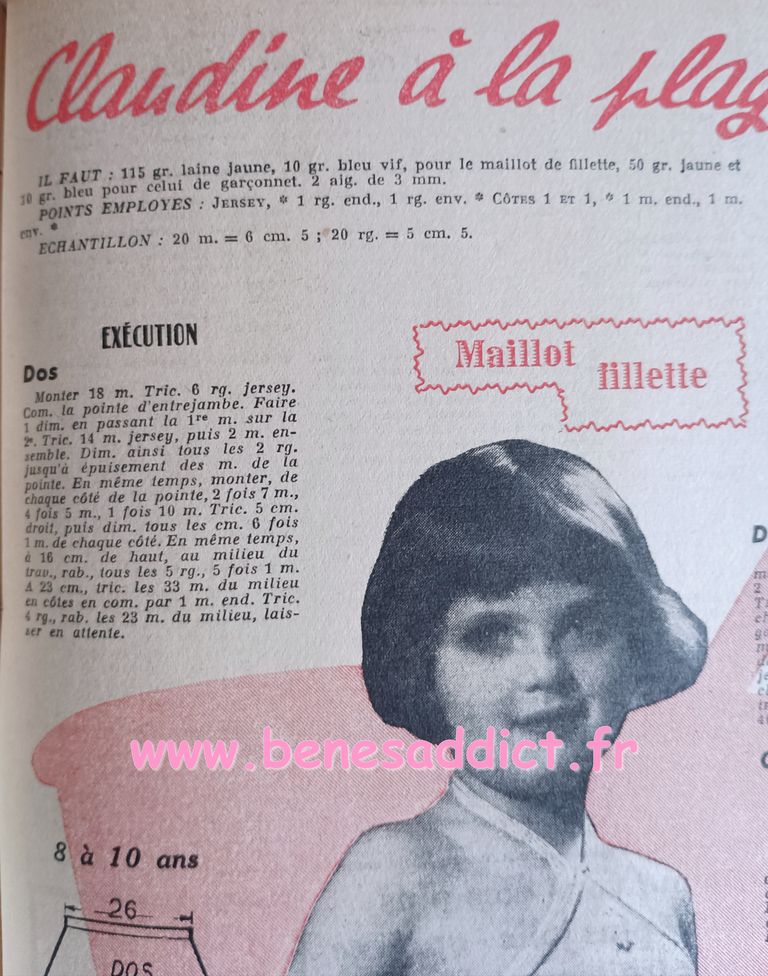 Claudine à la plag
IL FAUT : 115 gr. laine jaune, 10 gr. bleu vif, pour le maillot de fillette, 50 gr. jaune et
10 gr. bleu pour celui de garçonnet. 2 aig. de 3 mm.
POINTS EMPLOYES : JERSEY, * 1 rg. end., 1 rg. env. * CÔTES 1 ET 1, * 1 m. end., 1 m.
env. *
ECHANTILLON : 20 m. = 6 cm. 5 ; 20 rg. = 5 cm. 5.
EXÉCUTION
Maillot
fillette
Dos
Monter 18 m. Tric. 6 rg. jersey.
Com. la pointe d'entrejambe. Faire
1 dim. en passant la 1re m. sur la
2e. Tric. 14 m. jersey, puis 2 m. en-
semble. Dim. ainsi tous les 2 rg.
jusqu'à épuisement des m. de la
pointe. En même temps, monter, de
chaque côté de la pointe, 2 fois 7 m.,
4 fois 5 m., 1 fois 10 m. Tric. 5 cm.
droit, puis dim. tous les cm. 6 fois
1 m. de chaque côté. En même temps,
à 16 cm. de haut, au milieu du
trav., rab., tous les 5 rg., 5 fois 1 m.
A 23 cm., tric. les 33 m. du milieu
en côtes en com. par 1 m. end. Tric.
4 rg., rab. les 23 m. du milieu, lais-
ser en attente.
www.benesaddict.fr
8 à 10 ans
26
DOS